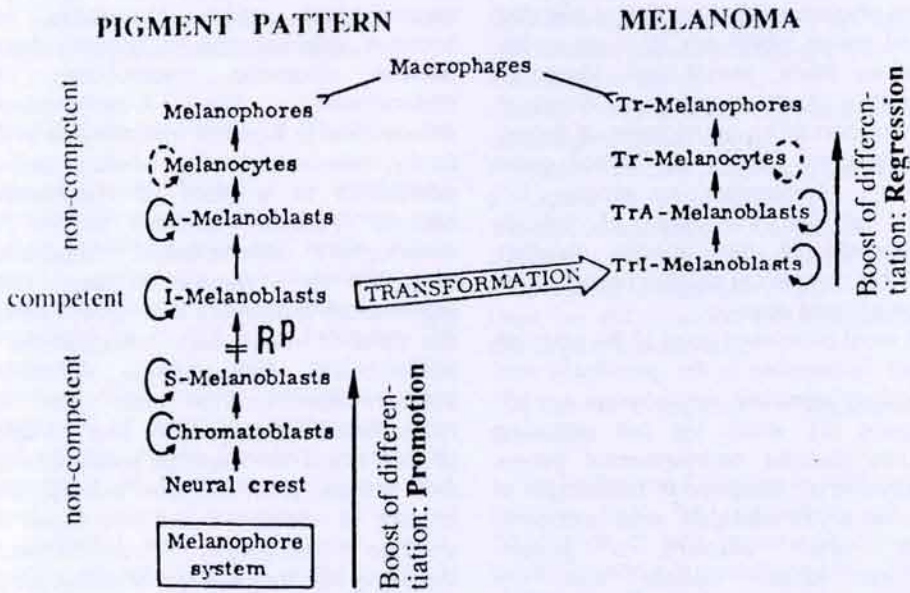 PIGMENT PATTERN
MELANOMA
Macrophages
Melanophores
Tr-Melanophores
Melanocytes
Tr-Melanocytes
A-Melanoblasts
TrA-Melanoblasts
I-Melanoblasts
TRANSFORMATION
TrI-Melanoblasts
Rp
S-Melanoblasts
Chromatoblasts
Neural crest
Melanophore
system
non-competent
competent
non-competent
Boost of differen-
tiation: Promotion
Boost of differen-
tiation: Regression